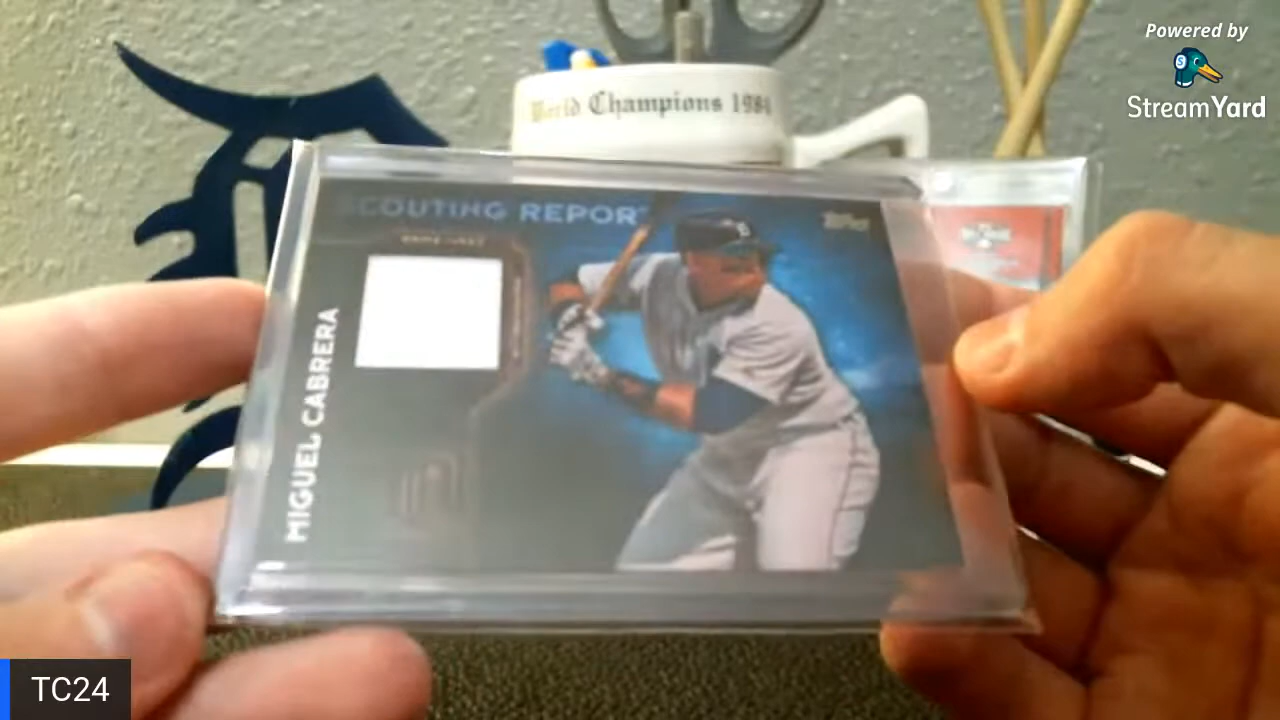 Powered by
StreamYard
World Champions 1984
SCOUTING REPORT
Topps
MIGUEL CABRERA
TC24